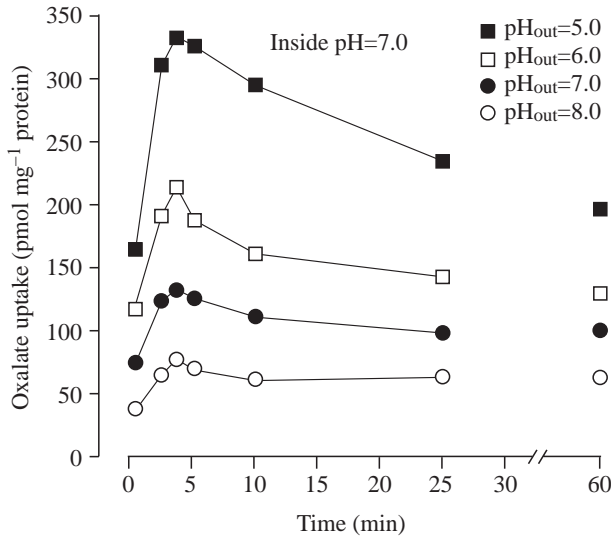 Inside pH=7.0
pHout=5.0
pHout=6.0
pHout=7.0
pHout=8.0
Oxalate uptake (pmol mg−1 protein)
350
300
250
200
150
100
50
0
0 5 10 15 20 25 30 60
Time (min)